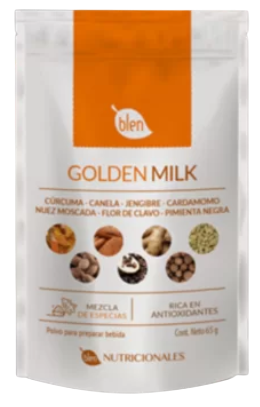 blen
GOLDEN MILK
CÚRCUMA - CANELA - JENGIBRE - CARDAMOMO
NUEZ MOSCADA - FLOR DE CLAVO - PIMIENTA NEGRA
MEZCLA
DE ESPECIAS
RICA EN
ANTIOXIDANTES
Polvo para preparar bebida
Cont. Neto 65 g
blen NUTRICIONALES